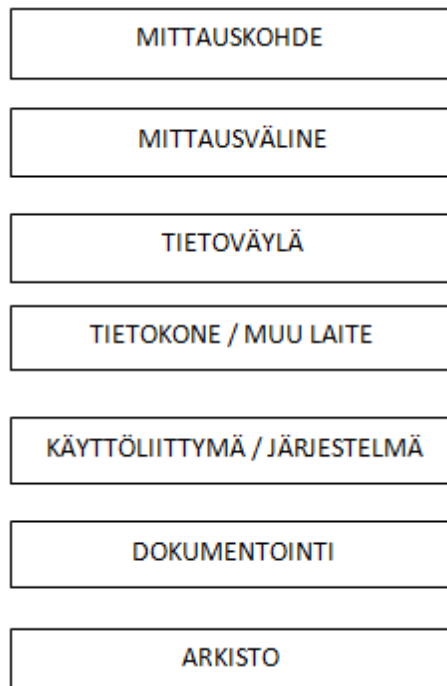 MITTAUSKOHDE
MITTAUSVÄLINE
TIETOVÄYLÄ
TIETOKONE / MUU LAITE
KÄYTTÖLIITTYMÄ / JÄRJESTELMÄ
DOKUMENTOINTI
ARKISTO